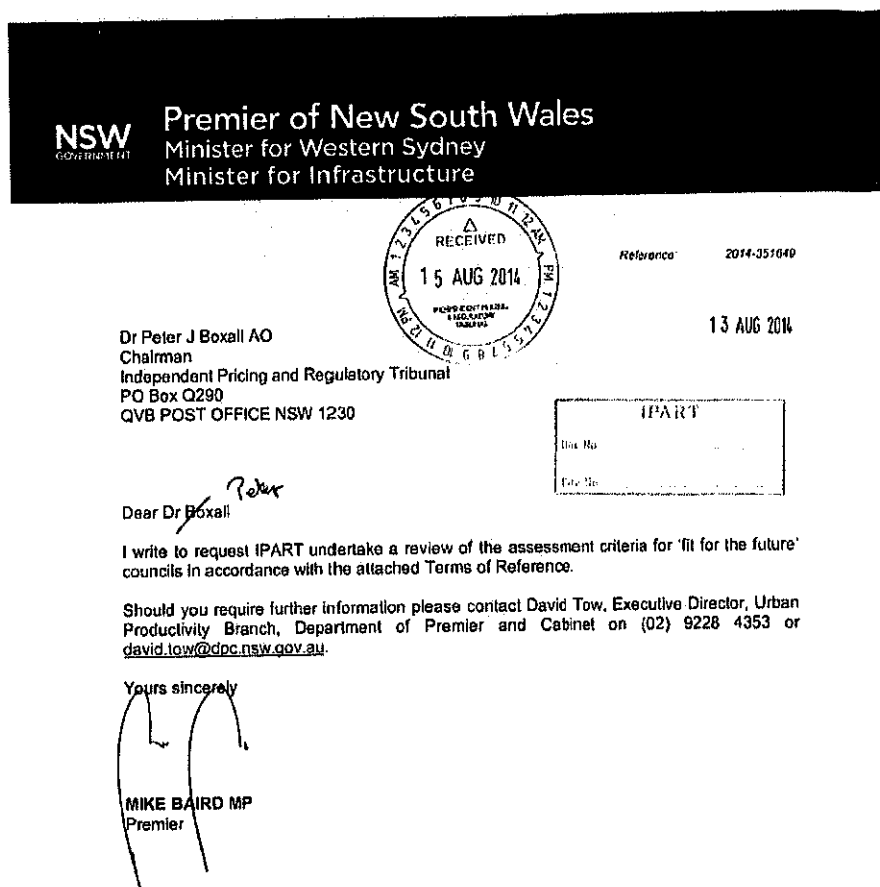 NSW
GOVERNMENT
Premier of New South Wales
Minister for Western Sydney
Minister for Infrastructure
RECEIVED
15 AUG 2014
Reference: 2014-351649
13 AUG 2014
Dr Peter J Boxall AO
Chairman
Independent Pricing and Regulatory Tribunal
PO Box Q290
QVB POST OFFICE NSW 1230
IPART
Doc No
File No
Peter
Dear Dr Boxall
I write to request IPART undertake a review of the assessment criteria for 'fit for the future'
councils in accordance with the attached Terms of Reference.
Should you require further information please contact David Tow, Executive Director, Urban
Productivity Branch, Department of Premier and Cabinet on (02) 9228 4353 or
david.tow@dpc.nsw.gov.au.
Yours sincerely
MIKE BAIRD MP
Premier